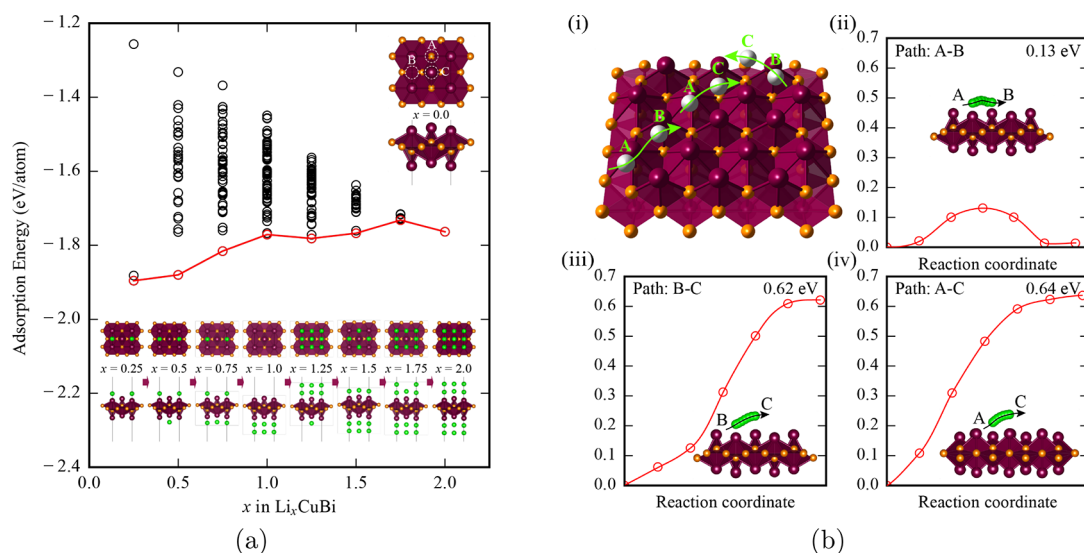 −1.2
−1.4
−1.6
−1.8
−2.0
−2.2
−2.4
Adsorption Energy (eV/atom)
A
B
C
x = 0.0
x = 0.25
x = 0.5
x = 0.75
x = 1.0
x = 1.25
x = 1.5
x = 1.75
x = 2.0
0.0
0.5
1.0
1.5
2.0
x in LiₓCuBi
(a)
(b)
(i)
C
B
C
A
B
A
(ii)
Path: A-B 0.13 eV
A B
0.7
0.6
0.5
0.4
0.3
0.2
0.1
0.0
Reaction coordinate
(iii)
Path: B-C 0.62 eV
B C
0.7
0.6
0.5
0.4
0.3
0.2
0.1
0.0
Reaction coordinate
(iv)
Path: A-C 0.64 eV
A C
0.7
0.6
0.5
0.4
0.3
0.2
0.1
0.0
Reaction coordinate